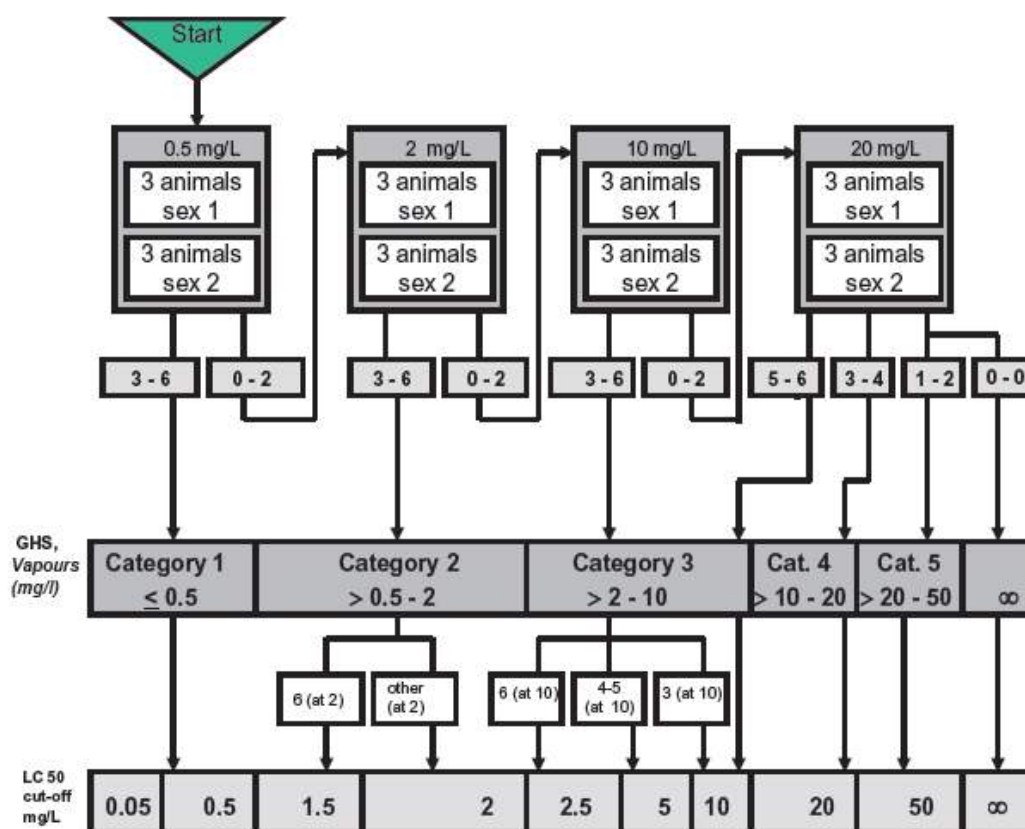 Start
0.5 mg/L
3 animals
sex 1
3 animals
sex 2
2 mg/L
3 animals
sex 1
3 animals
sex 2
10 mg/L
3 animals
sex 1
3 animals
sex 2
20 mg/L
3 animals
sex 1
3 animals
sex 2
3 - 6
0 - 2
3 - 6
0 - 2
3 - 6
0 - 2
5 - 6
3 - 4
1 - 2
0 - 0
GHS,
Vapours
(mg/l)
Category 1
≤ 0.5
Category 2
> 0.5 - 2
Category 3
> 2 - 10
Cat. 4
> 10 - 20
Cat. 5
> 20 - 50
∞
6 (at 2)
other
(at 2)
6 (at 10)
4-5
(at 10)
3 (at 10)
LC 50
cut-off
mg/L
0.05
0.5
1.5
2
2.5
5
10
20
50
∞